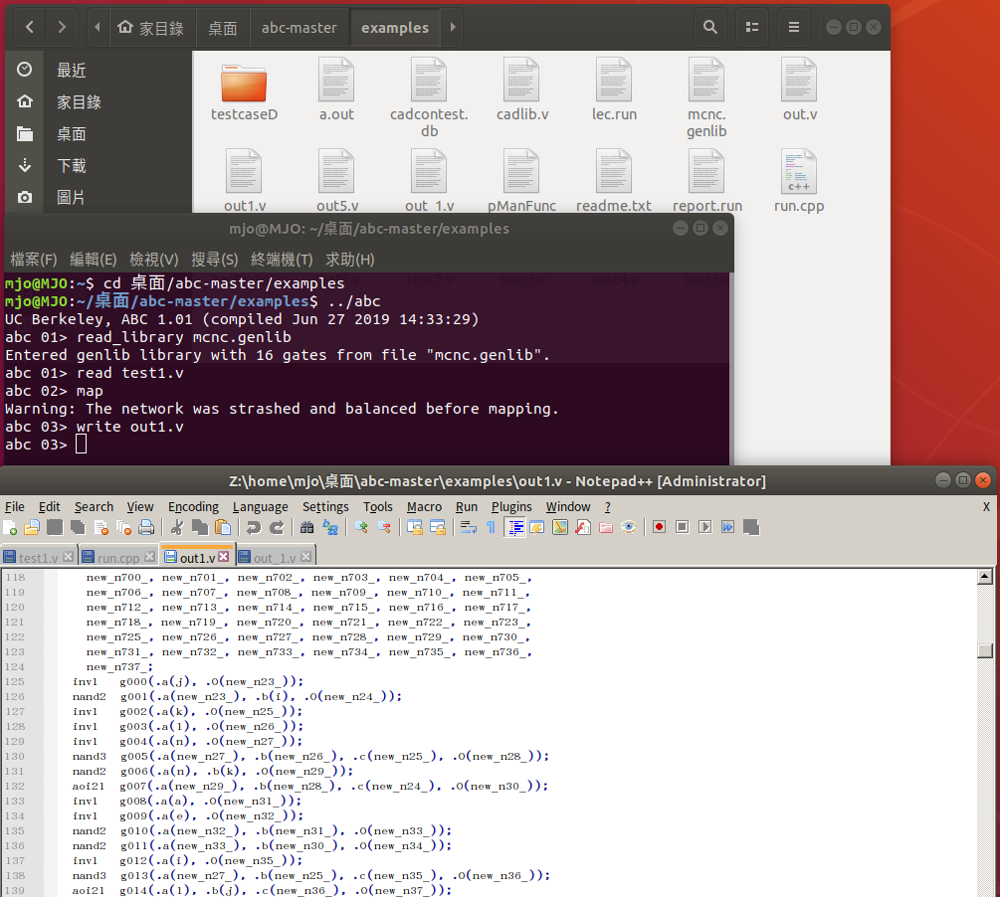 家目錄 桌面 abc-master examples
最近
家目錄
桌面
下載
圖片
testcaseD a.out cadcontest.db cadlib.v lec.run mcnc.genlib out.v
out1.v out5.v out_1.v pManFunc readme.txt report.run run.cpp
mjo@MJO: ~/桌面/abc-master/examples
檔案(F) 編輯(E) 檢視(V) 搜尋(S) 終端機(T) 求助(H)
mjo@MJO:~$ cd 桌面/abc-master/examples
mjo@MJO:~/桌面/abc-master/examples$ ../abc
UC Berkeley, ABC 1.01 (compiled Jun 27 2019 14:33:29)
abc 01> read_library mcnc.genlib
Entered genlib library with 16 gates from file "mcnc.genlib".
abc 01> read test1.v
abc 02> map
Warning: The network was strashed and balanced before mapping.
abc 03> write out1.v
abc 03>
Z:\home\mjo\桌面\abc-master\examples\out1.v - Notepad++ [Administrator]
File Edit Search View Encoding Language Settings Tools Macro Run Plugins Window ? X
test1.v run.cpp out1.v out_1.v
118 new_n700_, new_n701_, new_n702_, new_n703_, new_n704_, new_n705_,
119 new_n706_, new_n707_, new_n708_, new_n709_, new_n710_, new_n711_,
120 new_n712_, new_n713_, new_n714_, new_n715_, new_n716_, new_n717_,
121 new_n718_, new_n719_, new_n720_, new_n721_, new_n722_, new_n723_,
122 new_n725_, new_n726_, new_n727_, new_n728_, new_n729_, new_n730_,
123 new_n731_, new_n732_, new_n733_, new_n734_, new_n735_, new_n736_,
124 new_n737_;
125 inv1 g000(.a(j), .O(new_n23_));
126 nand2 g001(.a(new_n23_), .b(i), .O(new_n24_));
127 inv1 g002(.a(k), .O(new_n25_));
128 inv1 g003(.a(l), .O(new_n26_));
129 inv1 g004(.a(n), .O(new_n27_));
130 nand3 g005(.a(new_n27_), .b(new_n26_), .c(new_n25_), .O(new_n28_));
131 nand2 g006(.a(n), .b(k), .O(new_n29_));
132 aoi21 g007(.a(new_n29_), .b(new_n28_), .c(new_n24_), .O(new_n30_));
133 inv1 g008(.a(a), .O(new_n31_));
134 inv1 g009(.a(e), .O(new_n32_));
135 nand2 g010(.a(new_n32_), .b(new_n31_), .O(new_n33_));
136 nand2 g011(.a(new_n33_), .b(new_n30_), .O(new_n34_));
137 inv1 g012(.a(i), .O(new_n35_));
138 nand3 g013(.a(new_n27_), .b(new_n25_), .c(new_n35_), .O(new_n36_));
139 aoi21 g014(.a(l), .b(j), .c(new_n36_), .O(new_n37_));